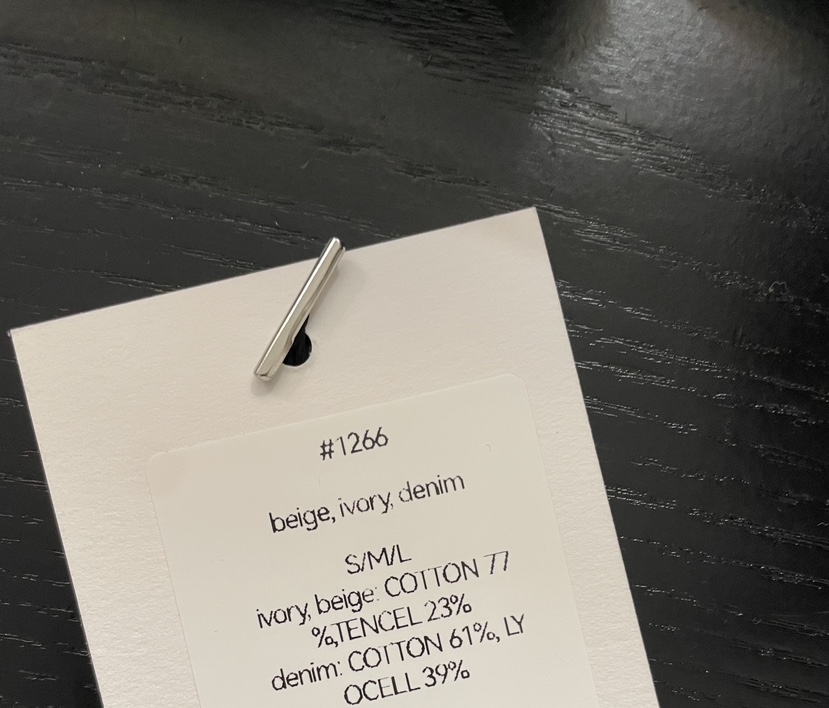 #1266
beige, ivory, denim
S/M/L
ivory, beige: COTTON 77
%,TENCEL 23%
denim: COTTON 61%, LY
OCELL 39%